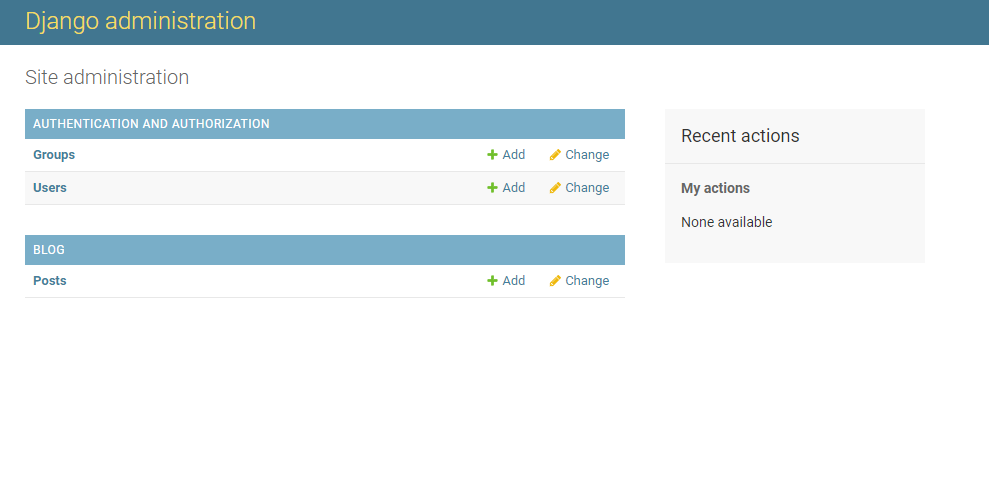 Django administration
Site administration
AUTHENTICATION AND AUTHORIZATION
Groups Add Change
Users Add Change
BLOG
Posts Add Change
Recent actions
My actions
None available